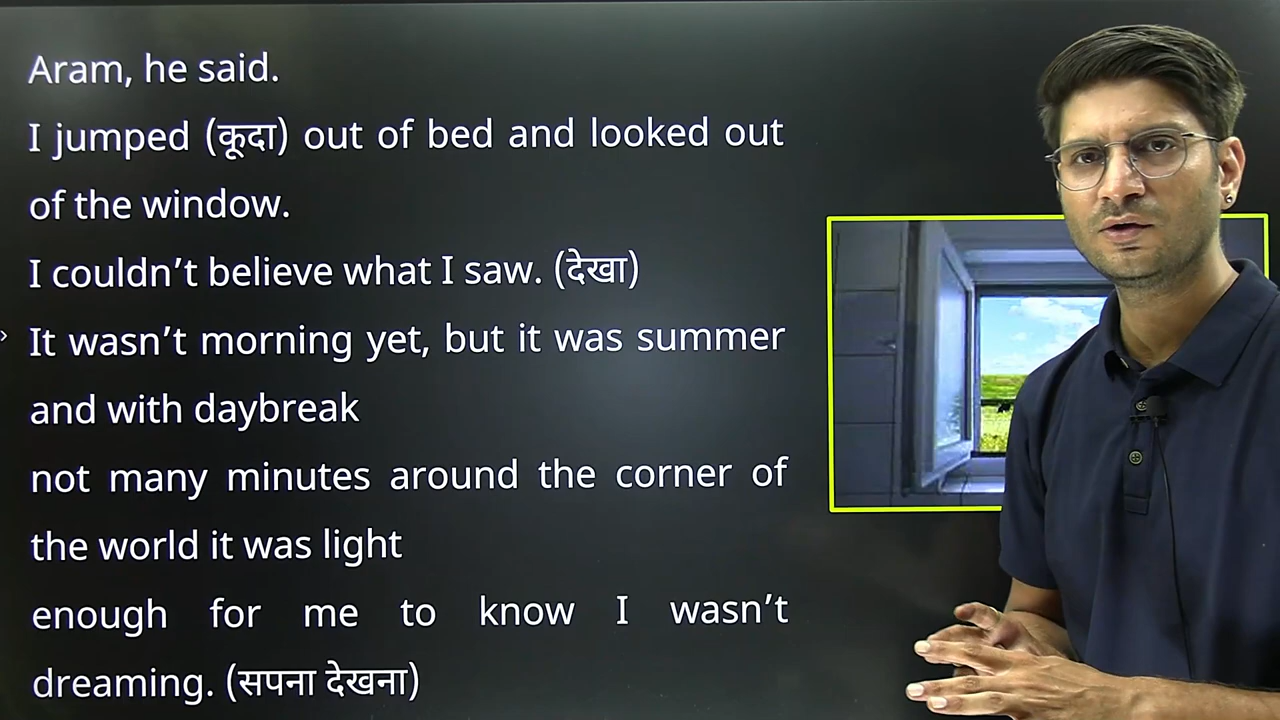 Aram, he said.
I jumped (कूदा) out of bed and looked out
of the window.
I couldn’t believe what I saw. (देखा)
It wasn’t morning yet, but it was summer
and with daybreak
not many minutes around the corner of
the world it was light
enough for me to know I wasn’t
dreaming. (सपना देखना)